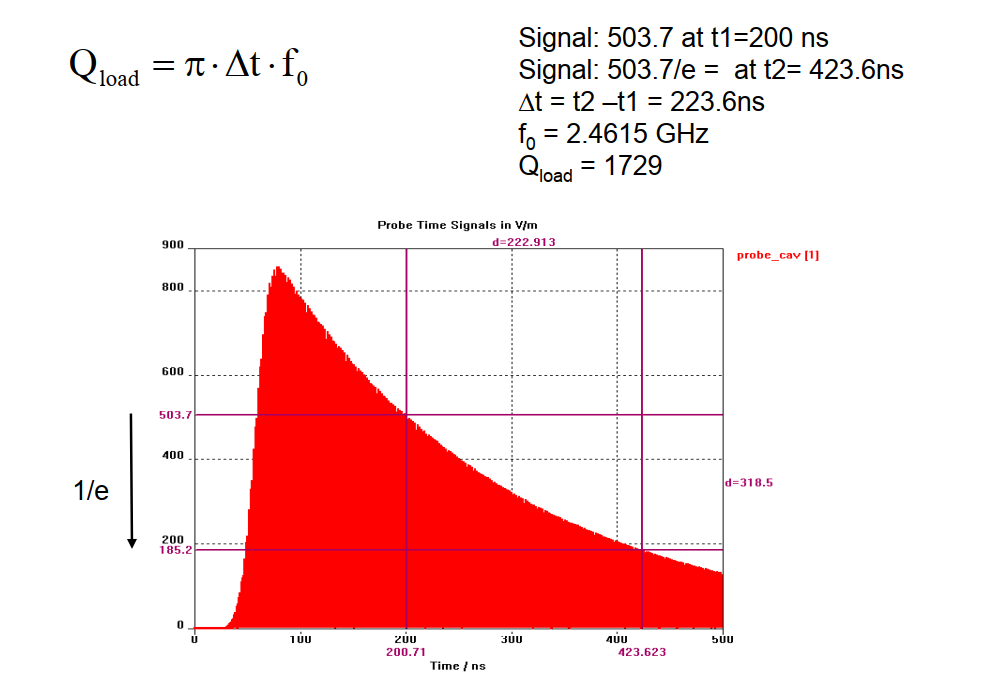 Q_load = π · Δt · f_0
Signal: 503.7 at t1=200 ns
Signal: 503.7/e = at t2= 423.6ns
Δt = t2 –t1 = 223.6ns
f_0 = 2.4615 GHz
Q_load = 1729
Probe Time Signals in V/m
d=222.913
900
probe_cav [1]
800
600
503.7
400
d=318.5
1/e
200
185.2
0
0 100 200 300 400 500
200.71 423.623
Time / ns